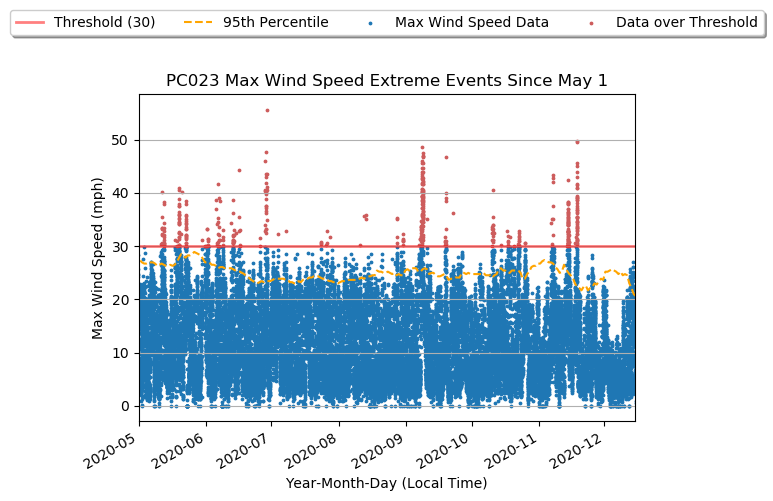 Threshold (30) 95th Percentile Max Wind Speed Data Data over Threshold
PC023 Max Wind Speed Extreme Events Since May 1
Max Wind Speed (mph)
50
40
30
20
10
0
2020-05 2020-06 2020-07 2020-08 2020-09 2020-10 2020-11 2020-12
Year-Month-Day (Local Time)